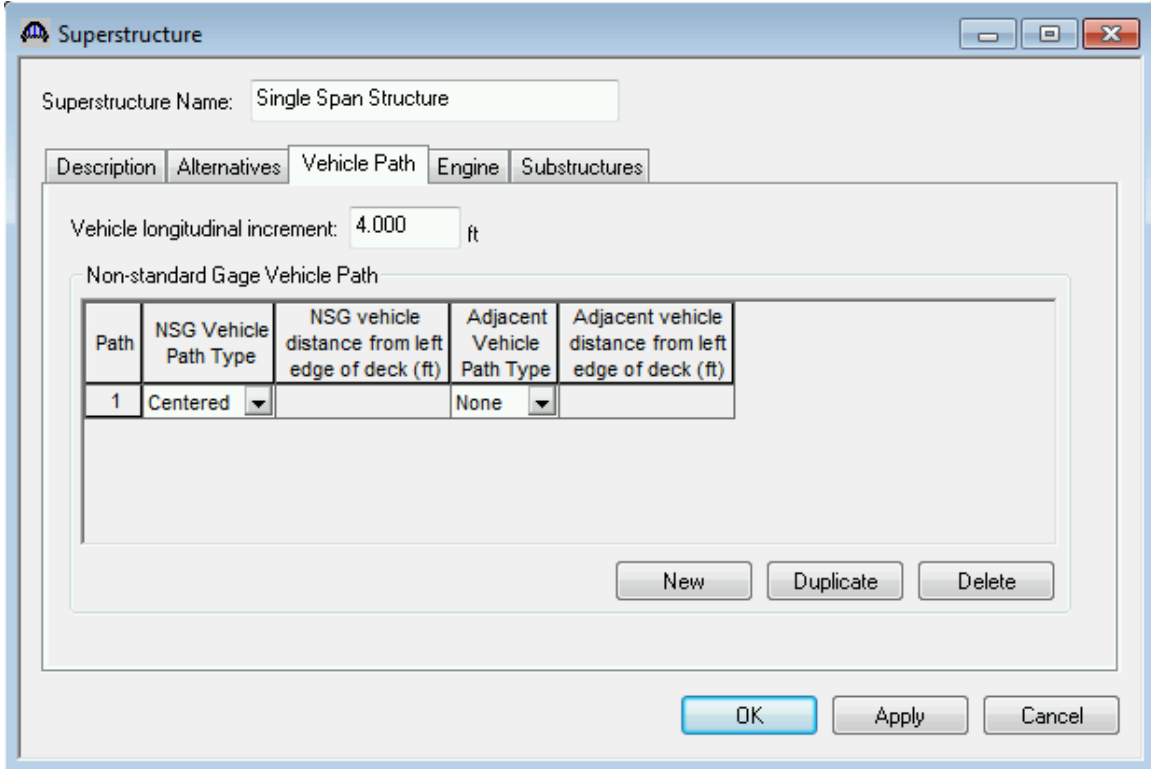 Superstructure
Superstructure Name: Single Span Structure
Description Alternatives Vehicle Path Engine Substructures
Vehicle longitudinal increment: 4.000 ft
Non-standard Gage Vehicle Path
Path
NSG Vehicle
Path Type
NSG vehicle
distance from left
edge of deck (ft)
Adjacent
Vehicle
Path Type
Adjacent vehicle
distance from left
edge of deck (ft)
1 Centered None
New Duplicate Delete
OK Apply Cancel